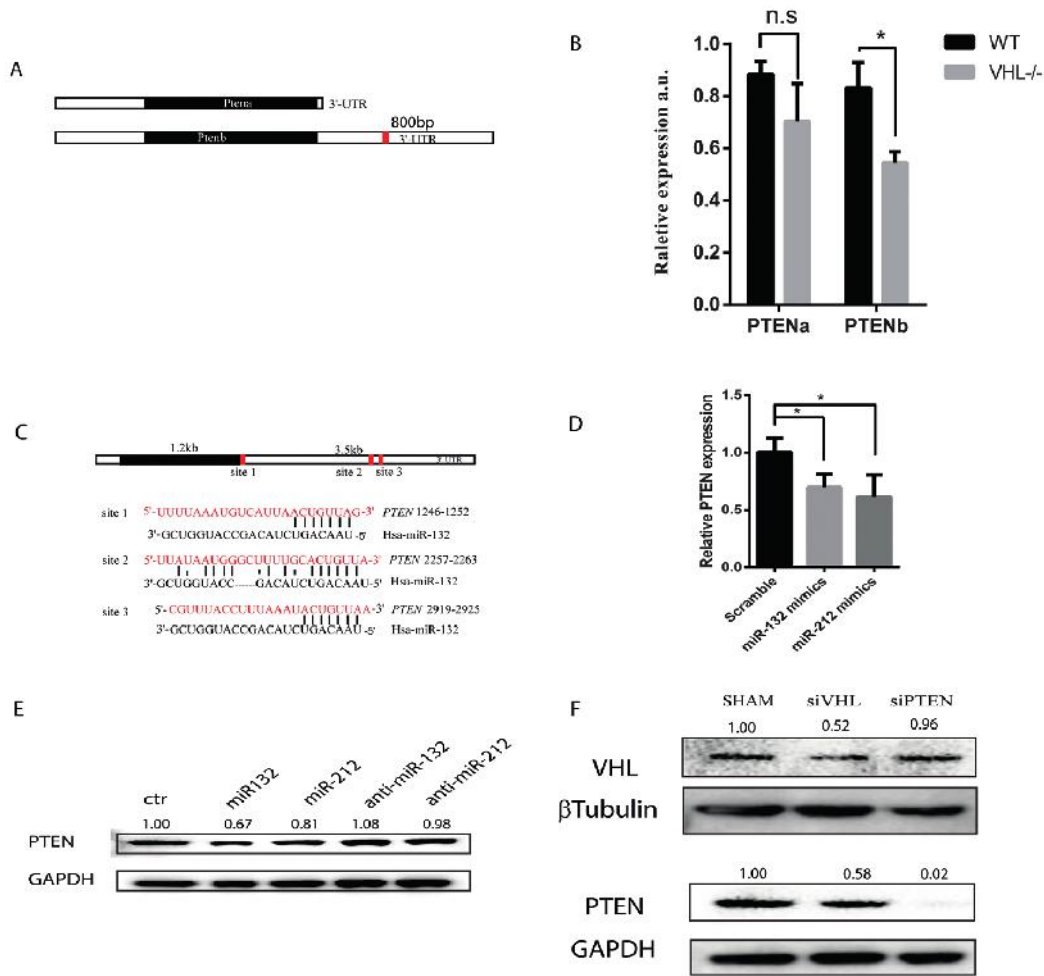 A
Ptena
3'-UTR
800bp
Ptenb
3'-UTR
B
n.s
*
WT
VHL-/-
Raletive expression a.u.
1.0
0.8
0.6
0.4
0.2
0.0
PTENa
PTENb
C
1.2kb
3.5kb
3'-UTR
site 1
site 2
site 3
site 1
5'-UUUUAAAUGUCAUUAACUGUUAG-3'
PTEN 1246-1252
3'-GCUGGUACCGACAUCUGACAAU-5'
Hsa-miR-132
site 2
5'-UUAUAAUGGGCUUUUGCACUGUUA-3'
PTEN 2257-2263
3'-GCUGGUACC-----GACAUCUGACAAU-5'
Hsa-miR-132
site 3
5'-CGUUUACCUUUAAAUACUGUUAA-3'
PTEN 2919-2925
3'-GCUGGUACCGACAUCUGACAAU-5'
Hsa-miR-132
D
Relative PTEN expression
1.5
1.0
0.5
0.0
*
*
Scramble
miR-132 mimics
miR-212 mimics
E
ctr
miR132
miR-212
anti-miR-132
anti-miR-212
1.00
0.67
0.81
1.08
0.98
PTEN
GAPDH
F
SHAM
siVHL
siPTEN
1.00
0.52
0.96
VHL
βTubulin
1.00
0.58
0.02
PTEN
GAPDH